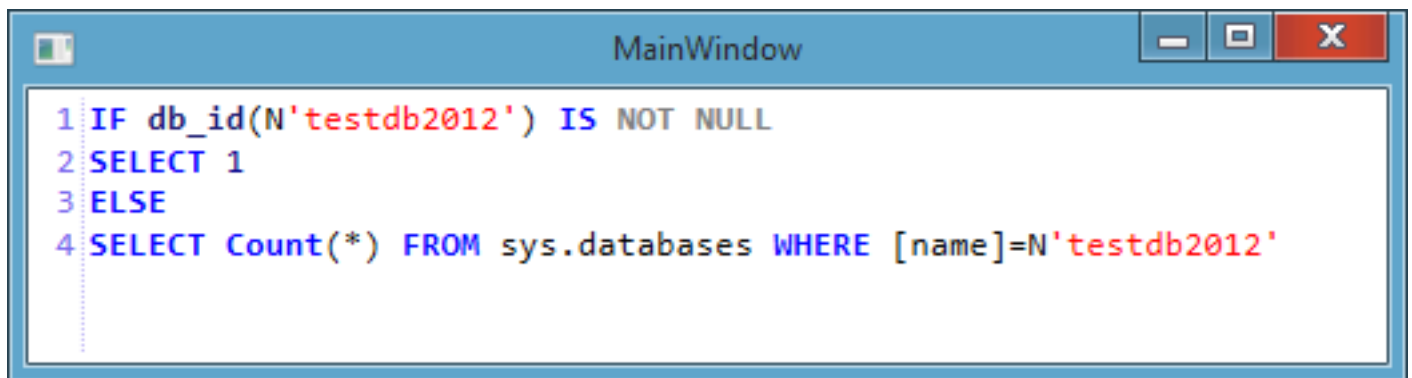 MainWindow
1 IF db_id(N'testdb2012') IS NOT NULL
2 SELECT 1
3 ELSE
4 SELECT Count(*) FROM sys.databases WHERE [name]=N'testdb2012'